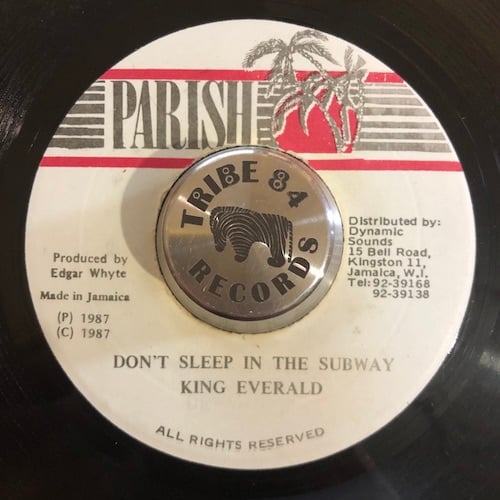 PARISH
TRIBE 84
RECORDS
Produced by
Edgar Whyte
Made in Jamaica
(P) 1987
(C) 1987
Distributed by:
Dynamic
Sounds
15 Bell Road,
Kingston 11,
Jamaica, W.I.
Tel:92-39168
92-39138
DON'T SLEEP IN THE SUBWAY
KING EVERALD
ALL RIGHTS RESERVED